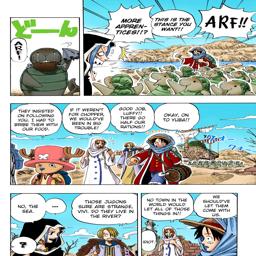 どーん
MORE
APPREN-
TICES!!?
THIS IS THE
STANCE YOU
WANT!!
ARF!!
THEY INSISTED
ON FOLLOWING
YOU. I HAD TO
BRIBE THEM
WITH OUR
FOOD.
IF IT WEREN'T
FOR CHOPPER,
WE WOULD'VE
BEEN IN BIG
TROUBLE!
GOOD JOB,
LUFFY!!
THERE GO
HALF OUR
RATIONS!!
OKAY, ON
TO YUBA!!
NO,
THE
SEA.
----
THOSE JUGONS
SURE ARE STRANGE,
VIVI. DO THEY LIVE
IN THE RIVER?
NO TOWN IN THE
WORLD WOULD
LET ALL OF
THOSE THINGS
IN!!
WE
SHOULD'VE
LET THEM
COME WITH
US.
?
IDIOT